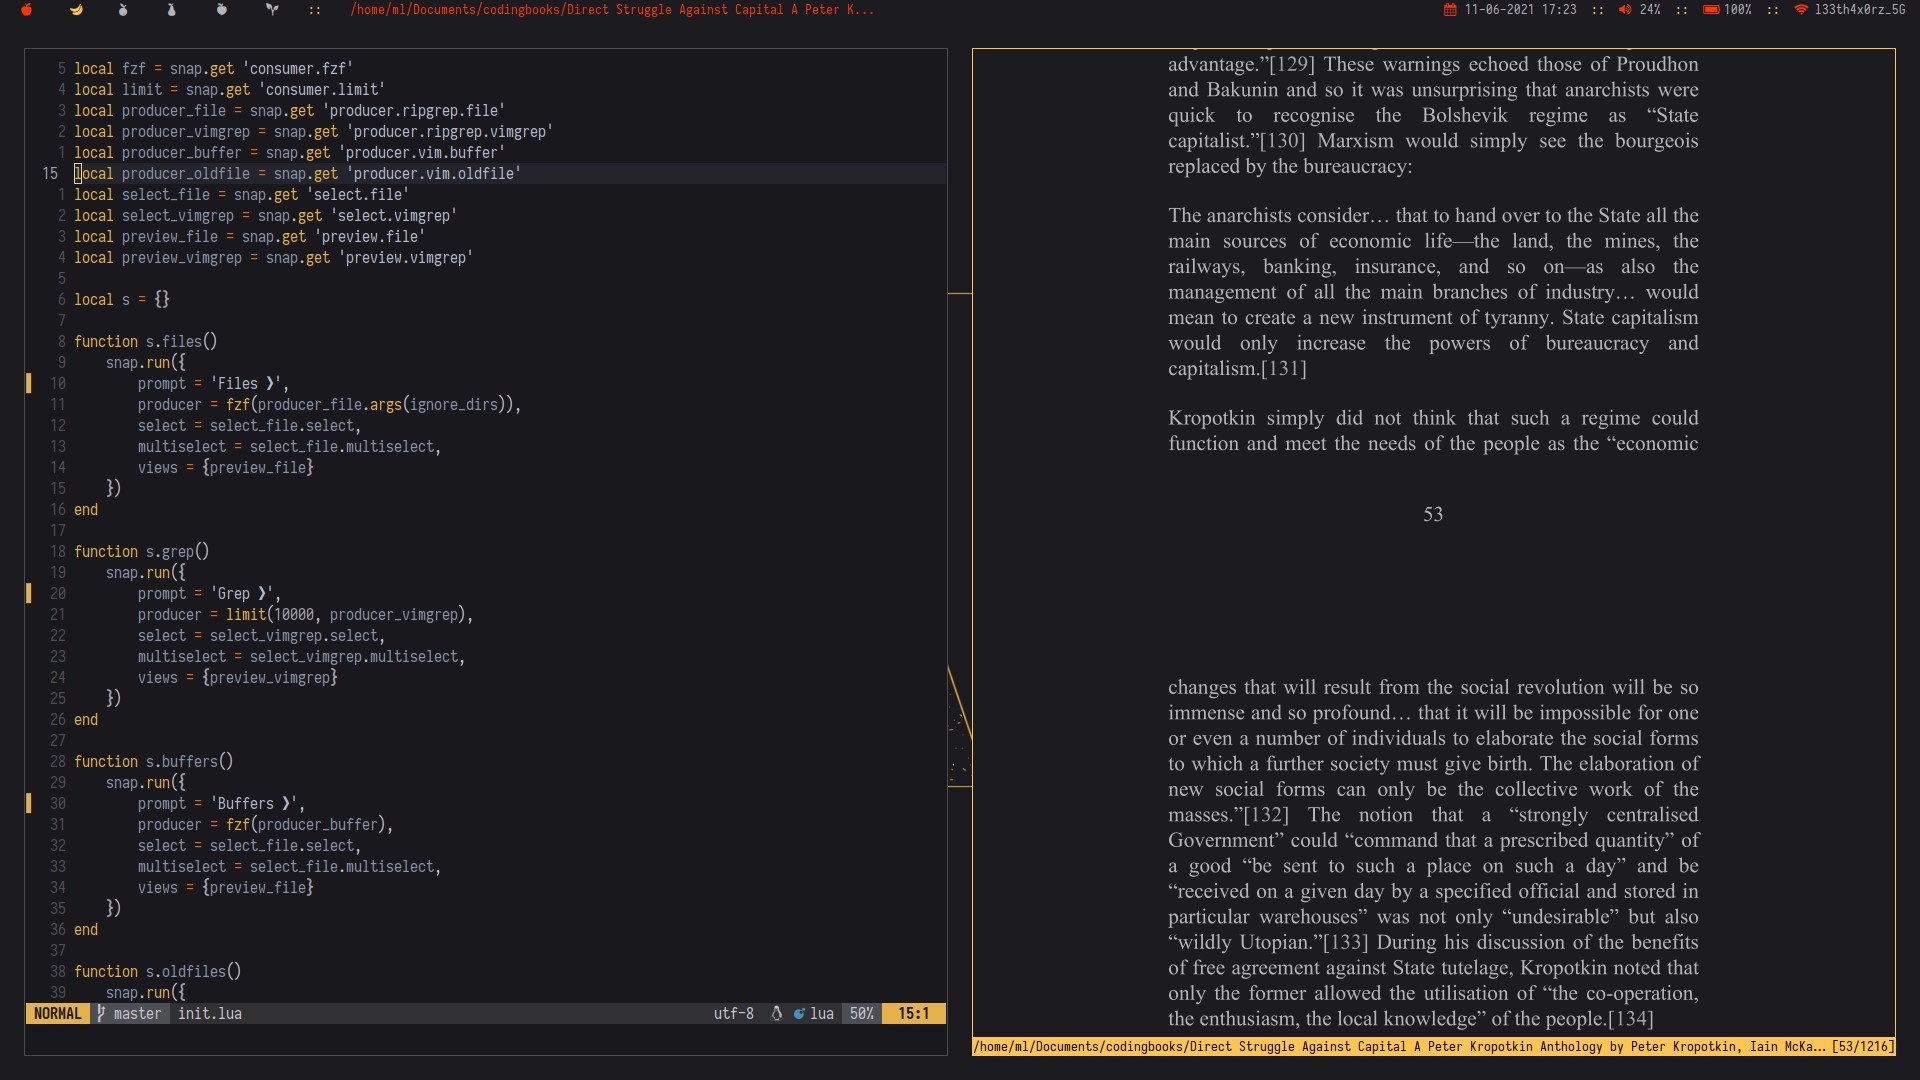 :: /home/ml/Documents/codingbooks/Direct Struggle Against Capital A Peter K... 11-06-2021 17:23 :: 24% :: 100% :: l33th4x0rz_5G
5 local fzf = snap.get 'consumer.fzf'
4 local limit = snap.get 'consumer.limit'
3 local producer_file = snap.get 'producer.ripgrep.file'
2 local producer_vimgrep = snap.get 'producer.ripgrep.vimgrep'
1 local producer_buffer = snap.get 'producer.vim.buffer'
15 local producer_oldfile = snap.get 'producer.vim.oldfile'
1 local select_file = snap.get 'select.file'
2 local select_vimgrep = snap.get 'select.vimgrep'
3 local preview_file = snap.get 'preview.file'
4 local preview_vimgrep = snap.get 'preview.vimgrep'
5
6 local s = {}
7
8 function s.files()
9 snap.run({
10 prompt = 'Files ❯',
11 producer = fzf(producer_file.args(ignore_dirs)),
12 select = select_file.select,
13 multiselect = select_file.multiselect,
14 views = {preview_file}
15 })
16 end
17
18 function s.grep()
19 snap.run({
20 prompt = 'Grep ❯',
21 producer = limit(10000, producer_vimgrep),
22 select = select_vimgrep.select,
23 multiselect = select_vimgrep.multiselect,
24 views = {preview_vimgrep}
25 })
26 end
27
28 function s.buffers()
29 snap.run({
30 prompt = 'Buffers ❯',
31 producer = fzf(producer_buffer),
32 select = select_file.select,
33 multiselect = select_file.multiselect,
34 views = {preview_file}
35 })
36 end
37
38 function s.oldfiles()
39 snap.run({
NORMAL master init.lua utf-8 lua 50% 15:1
advantage.”[129] These warnings echoed those of Proudhon
and Bakunin and so it was unsurprising that anarchists were
quick to recognise the Bolshevik regime as “State
capitalist.”[130] Marxism would simply see the bourgeois
replaced by the bureaucracy:
The anarchists consider… that to hand over to the State all the
main sources of economic life—the land, the mines, the
railways, banking, insurance, and so on—as also the
management of all the main branches of industry… would
mean to create a new instrument of tyranny. State capitalism
would only increase the powers of bureaucracy and
capitalism.[131]
Kropotkin simply did not think that such a regime could
function and meet the needs of the people as the “economic
53
changes that will result from the social revolution will be so
immense and so profound… that it will be impossible for one
or even a number of individuals to elaborate the social forms
to which a further society must give birth. The elaboration of
new social forms can only be the collective work of the
masses.”[132] The notion that a “strongly centralised
Government” could “command that a prescribed quantity” of
a good “be sent to such a place on such a day” and be
“received on a given day by a specified official and stored in
particular warehouses” was not only “undesirable” but also
“wildly Utopian.”[133] During his discussion of the benefits
of free agreement against State tutelage, Kropotkin noted that
only the former allowed the utilisation of “the co-operation,
the enthusiasm, the local knowledge” of the people.[134]
/home/ml/Documents/codingbooks/Direct Struggle Against Capital A Peter Kropotkin Anthology by Peter Kropotkin, Iain McKa... [53/1216]